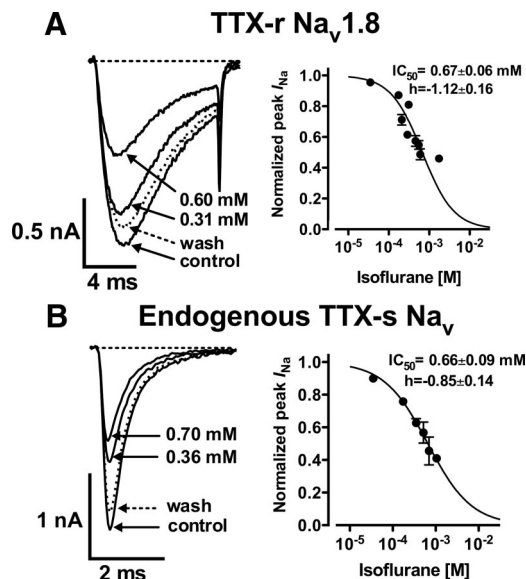 A
TTX-r Naᵥ1.8
0.60 mM
0.31 mM
wash
control
0.5 nA
4 ms
Normalized peak I_Na
1.0
0.8
0.6
0.4
0.2
0.0
IC₅₀= 0.67±0.06 mM
h=-1.12±0.16
10⁻⁵ 10⁻⁴ 10⁻³ 10⁻²
Isoflurane [M]
B
Endogenous TTX-s Naᵥ
0.70 mM
0.36 mM
wash
control
1 nA
2 ms
Normalized peak I_Na
1.0
0.8
0.6
0.4
0.2
0.0
IC₅₀= 0.66±0.09 mM
h=-0.85±0.14
10⁻⁵ 10⁻⁴ 10⁻³ 10⁻²
Isoflurane [M]